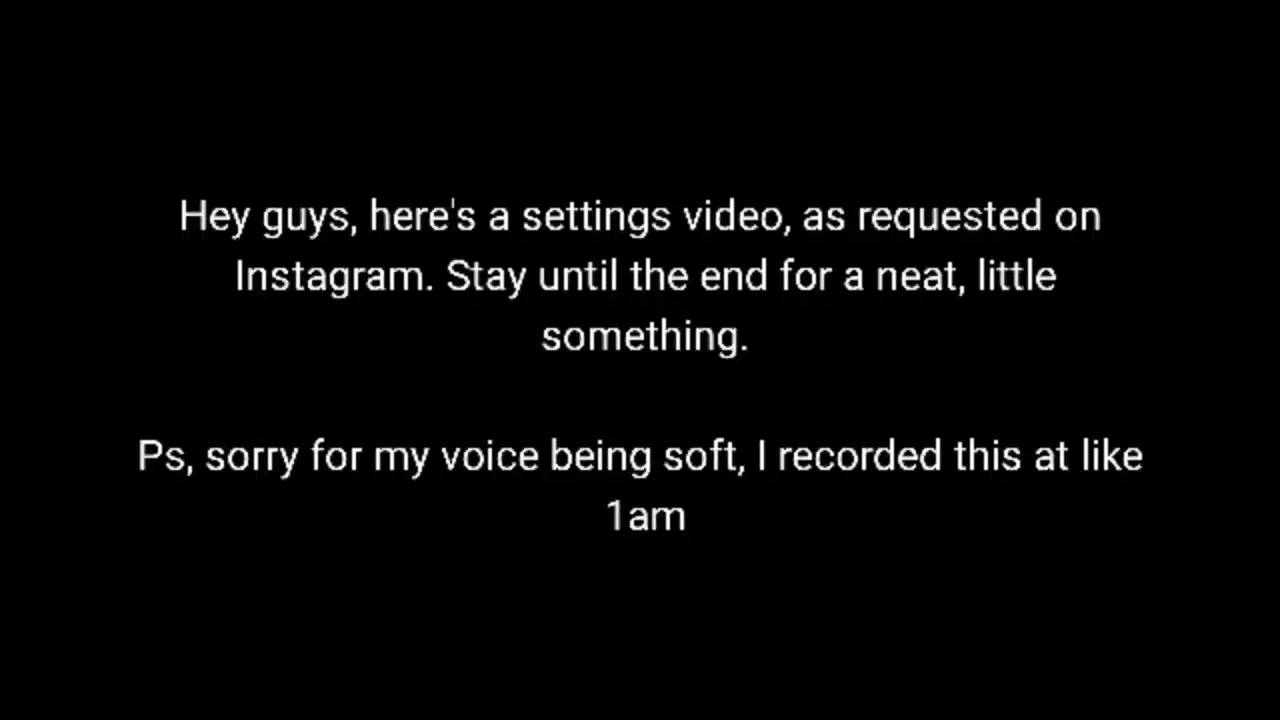 Hey guys, here's a settings video, as requested on
Instagram. Stay until the end for a neat, little
something.
Ps, sorry for my voice being soft, I recorded this at like
1am